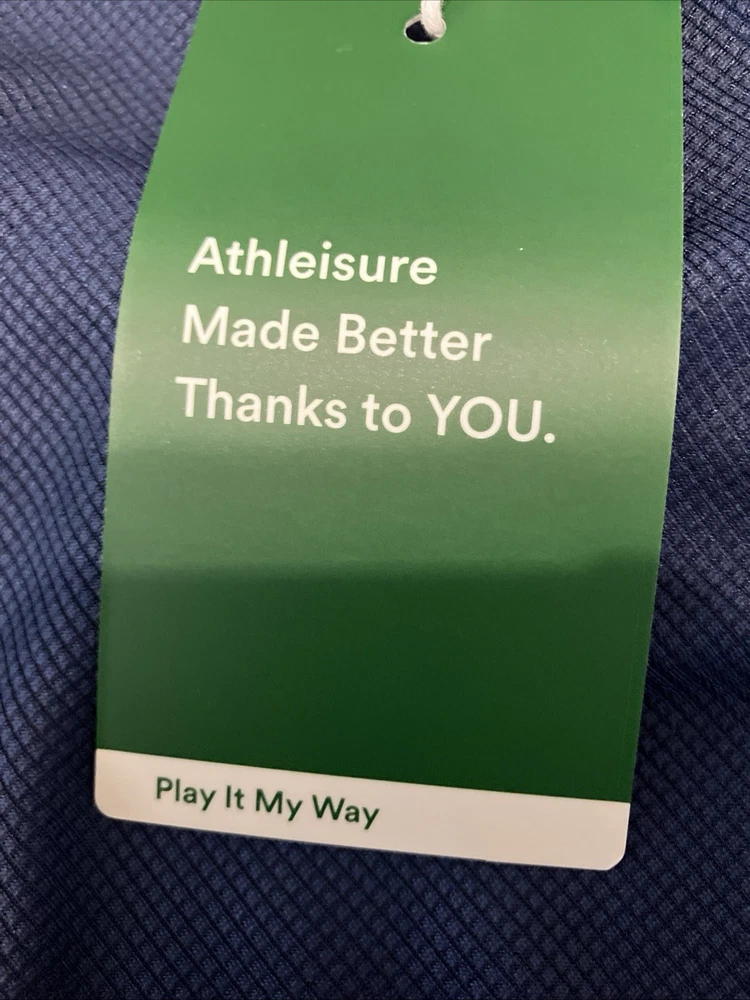 Athleisure
Made Better
Thanks to YOU.
Play It My Way